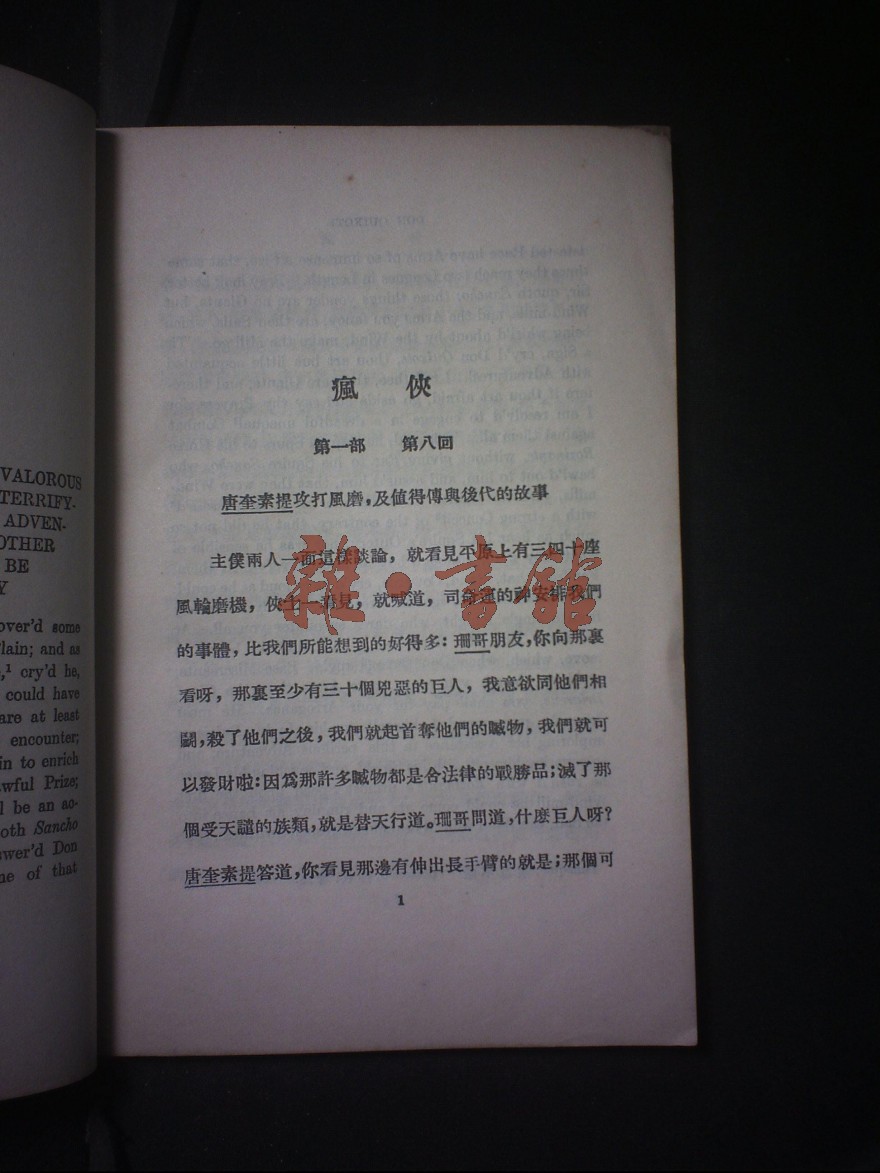 VALOROUS
TERRIFY-
ADVEN-
OTHER
BE
Y
over'd some
Plain; and as
,¹ cry'd he,
could have
are at least
encounter;
in to enrich
wful Prize;
l be an ac-
oth Sancho
swer'd Don
ne of that
瘋 俠
第一部 第八回
唐奎素提攻打風磨，及值得傳與後代的故事
主僕兩人一面這樣談論，就看見平原上有三四十座
風輪磨機，俠士一看見，就喊道，司命運的神安排我們
的事體，比我們所能想到的好得多：珊哥朋友，你向那裏
看呀，那裏至少有三十個兇惡的巨人，我意欲同他們相
鬭，殺了他們之後，我們就起首奪他們的贓物，我們就可
以發財啦：因爲那許多贓物都是合法律的戰勝品；滅了那
個受天譴的族類，就是替天行道。珊哥問道，什麼巨人呀？
唐奎素提答道，你看見那邊有伸出長手臂的就是；那個可
1
雜·書館